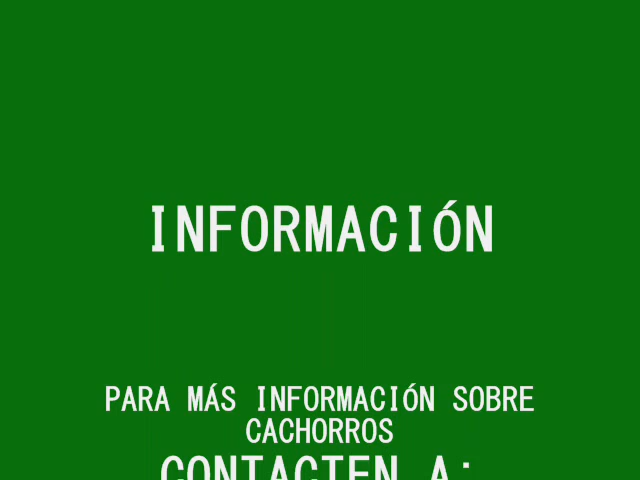 INFORMACIÓN
PARA MÁS INFORMACIÓN SOBRE
CACHORROS
CONTACTEN A: